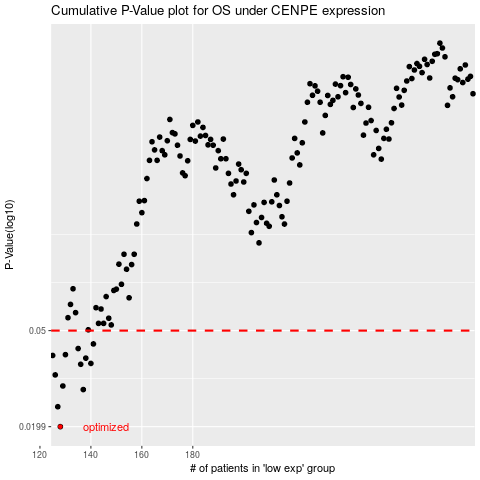 Cumulative P-Value plot for OS under CENPE expression
P-Value(log10)
0.05
0.0199
optimized
120 140 160 180
# of patients in 'low exp' group